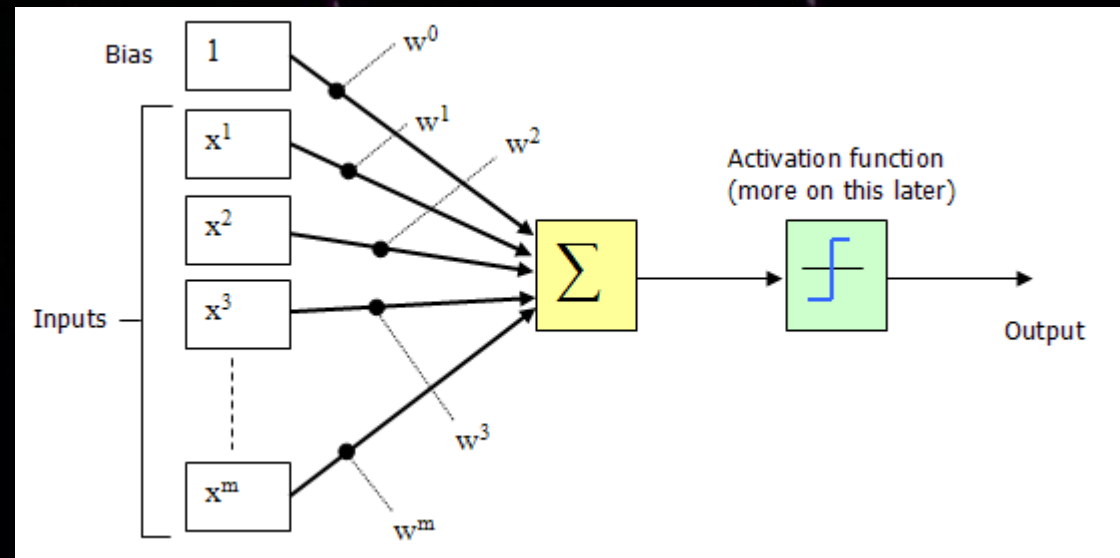 Bias
1
w⁰
x¹
w¹
x²
w²
Activation function
(more on this later)
∑
Inputs
x³
Output
w³
xᵐ
wᵐ